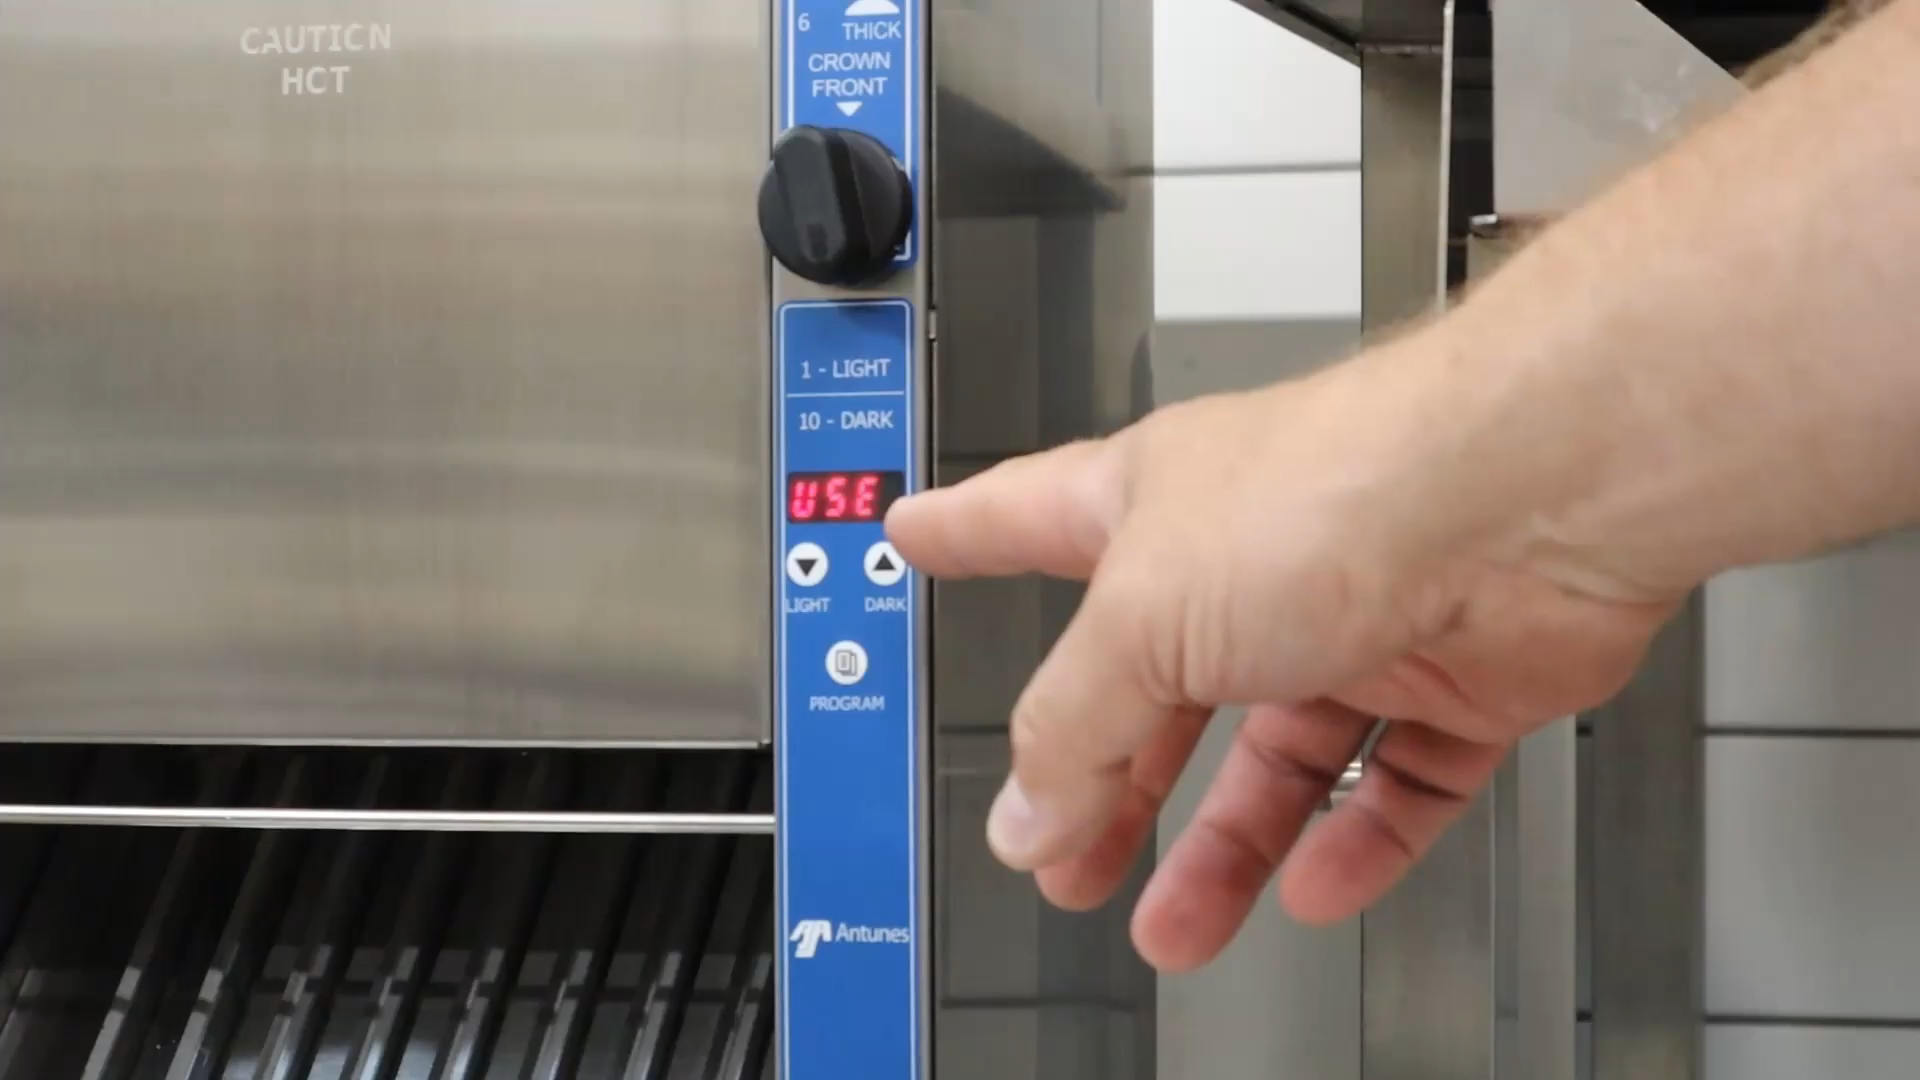 CAUTICN
HCT
6
THICK
CROWN
FRONT
1 - LIGHT
10 - DARK
USE
LIGHT DARK
PROGRAM
Antunes